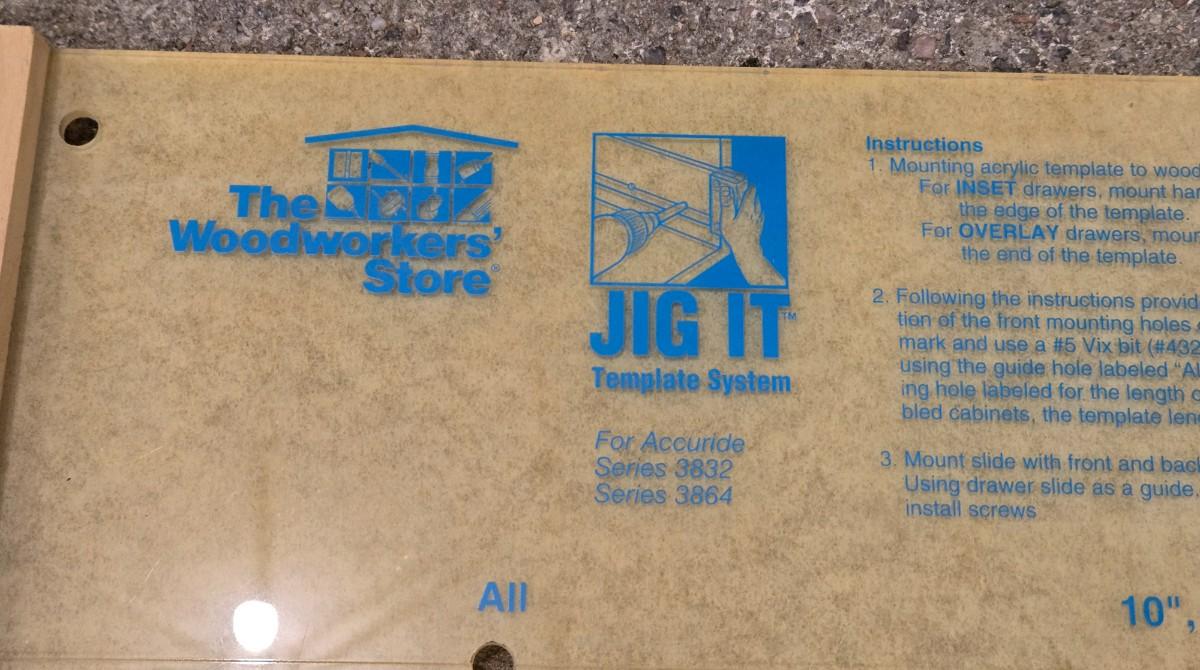 The
Woodworkers'
Store®
JIG IT™
Template System
For Accuride
Series 3832
Series 3864
All
Instructions
1. Mounting acrylic template to wood
For INSET drawers, mount
the edge of the template.
For OVERLAY drawers,
the end of the template.
2. Following the instructions
tion of the front mounting holes
mark and use a #5 Vix bit (#432
using the guide hole labeled
ing hole labeled for the length
bled cabinets, the template
3. Mount slide with front and back
Using drawer slide as a guide,
install screws
10",